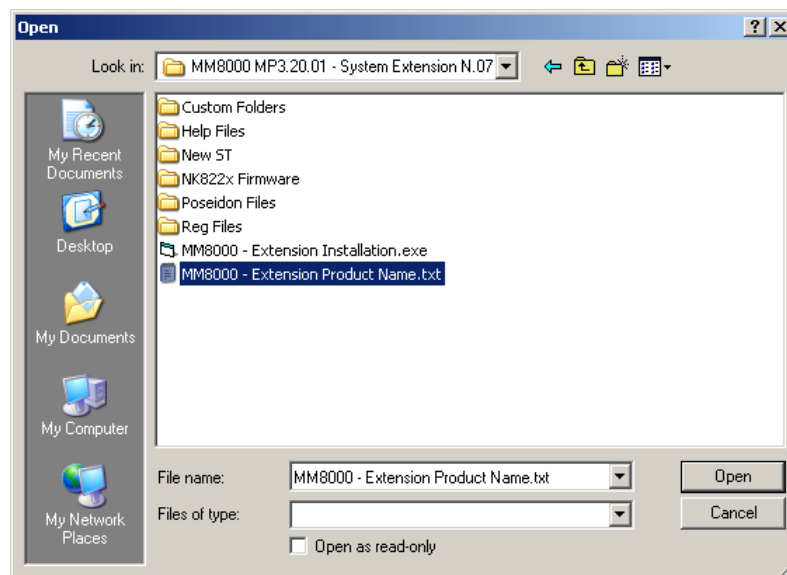 Open
Look in:
MM8000 MP3.20.01 - System Extension N.07
My Recent
Documents
Desktop
My Documents
My Computer
My Network
Places
Custom Folders
Help Files
New ST
NK822x Firmware
Poseidon Files
Reg Files
MM8000 - Extension Installation.exe
MM8000 - Extension Product Name.txt
File name:
MM8000 - Extension Product Name.txt
Open
Files of type:
Cancel
Open as read-only